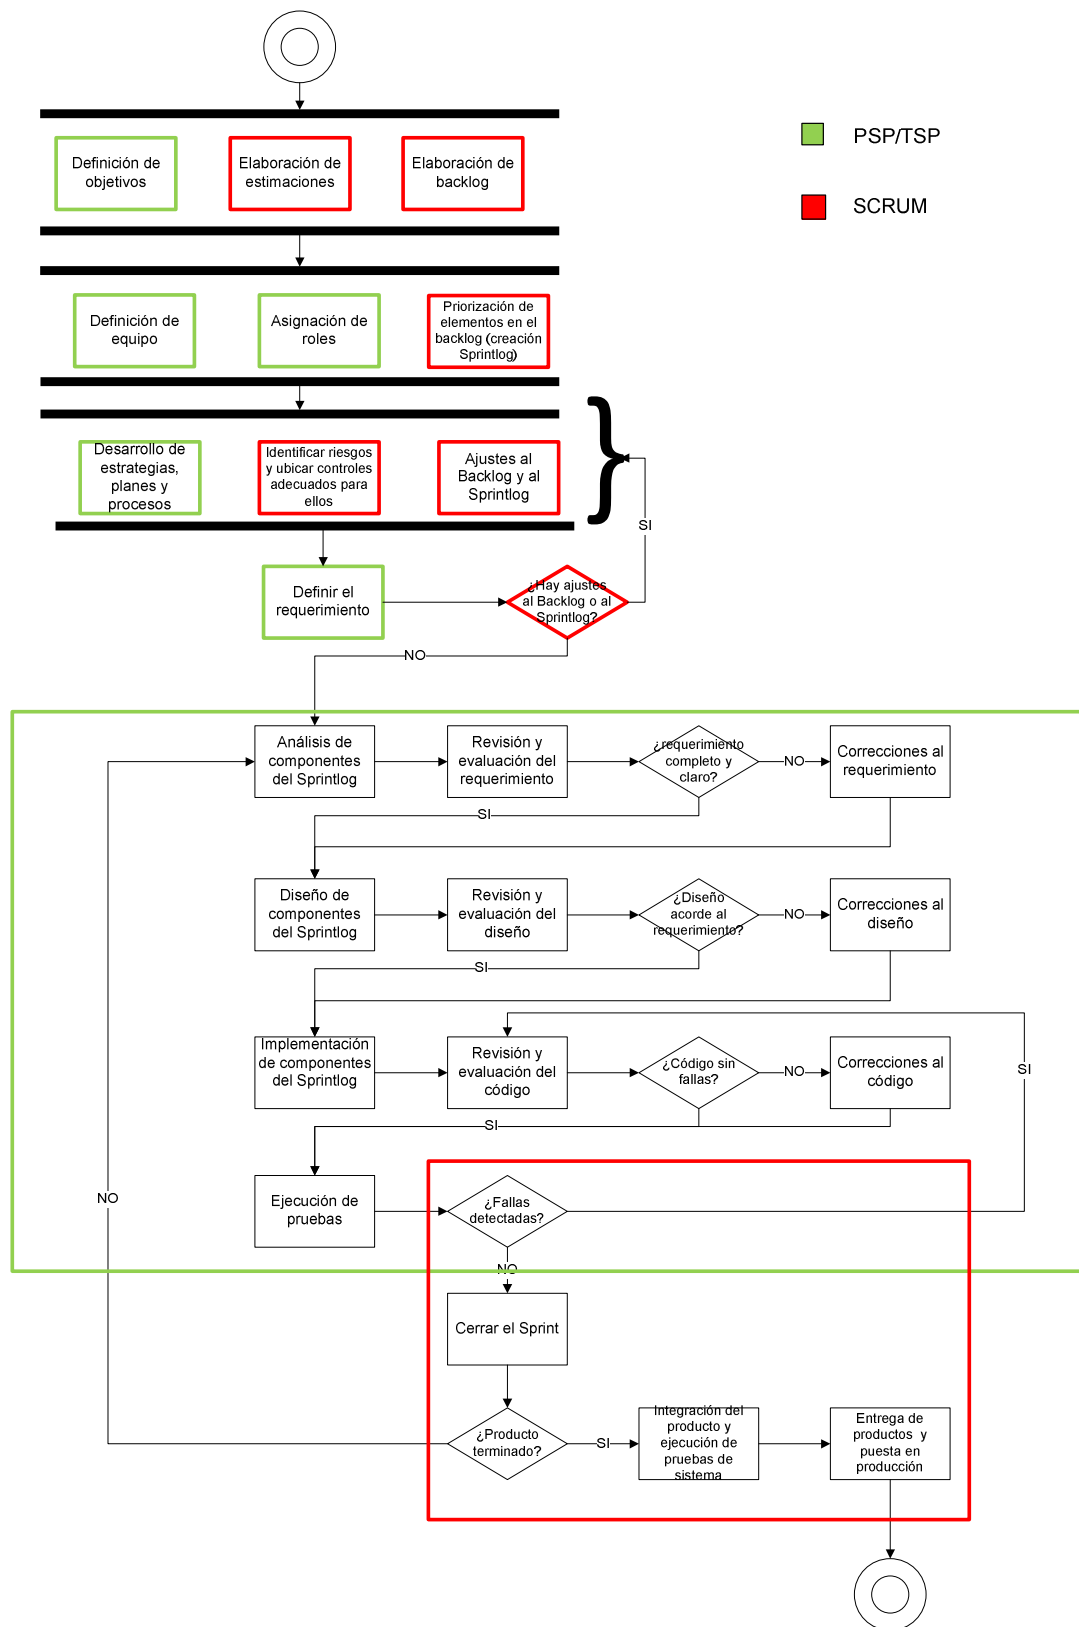 PSP/TSP
SCRUM
Definición de
objetivos
Elaboración de
estimaciones
Elaboración de
backlog
Definición de
equipo
Asignación de
roles
Priorización de
elementos en el
backlog (creación
Sprintlog)
Desarrollo de
estrategias,
planes y
procesos
Identificar riesgos
y ubicar controles
adecuados para
ellos
Ajustes al
Backlog y al
Sprintlog
SI
Definir el
requerimiento
¿Hay ajustes
al Backlog o al
Sprintlog?
NO
Análisis de
componentes
del Sprintlog
Revisión y
evaluación del
requerimiento
¿requerimiento
completo y
claro?
NO
Correcciones al
requerimiento
SI
Diseño de
componentes
del Sprintlog
Revisión y
evaluación del
diseño
¿Diseño
acorde al
requerimiento?
NO
Correcciones al
diseño
SI
Implementación
de componentes
del Sprintlog
Revisión y
evaluación del
código
¿Código sin
fallas?
NO
Correcciones al
código
SI
SI
NO
Ejecución de
pruebas
¿Fallas
detectadas?
NO
Cerrar el Sprint
¿Producto
terminado?
SI
Integración del
producto y
ejecución de
pruebas de
sistema
Entrega de
productos y
puesta en
producción